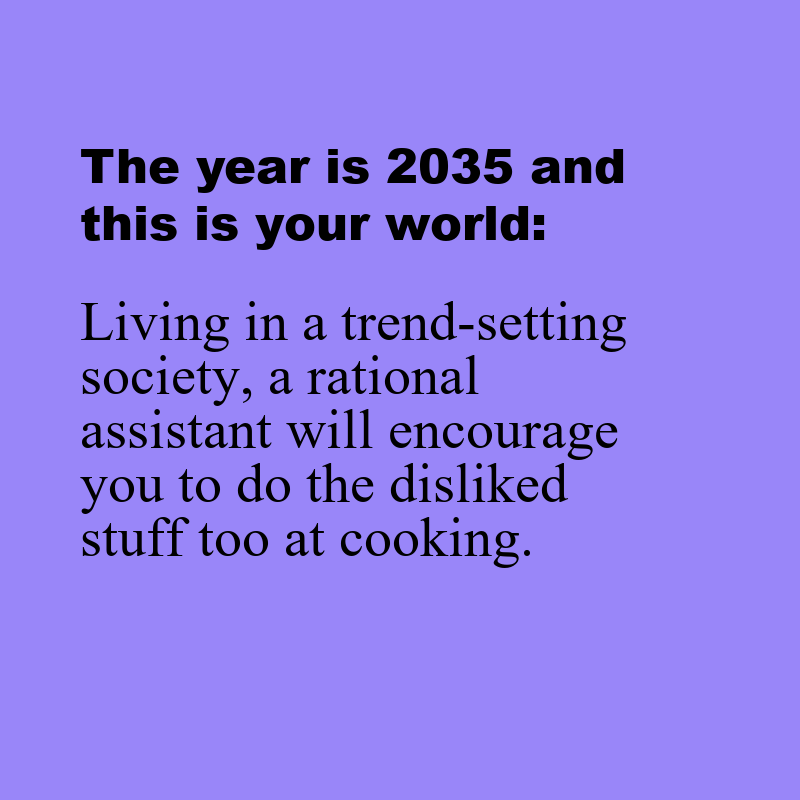 The year is 2035 and
this is your world:
Living in a trend-setting
society, a rational
assistant will encourage
you to do the disliked
stuff too at cooking.